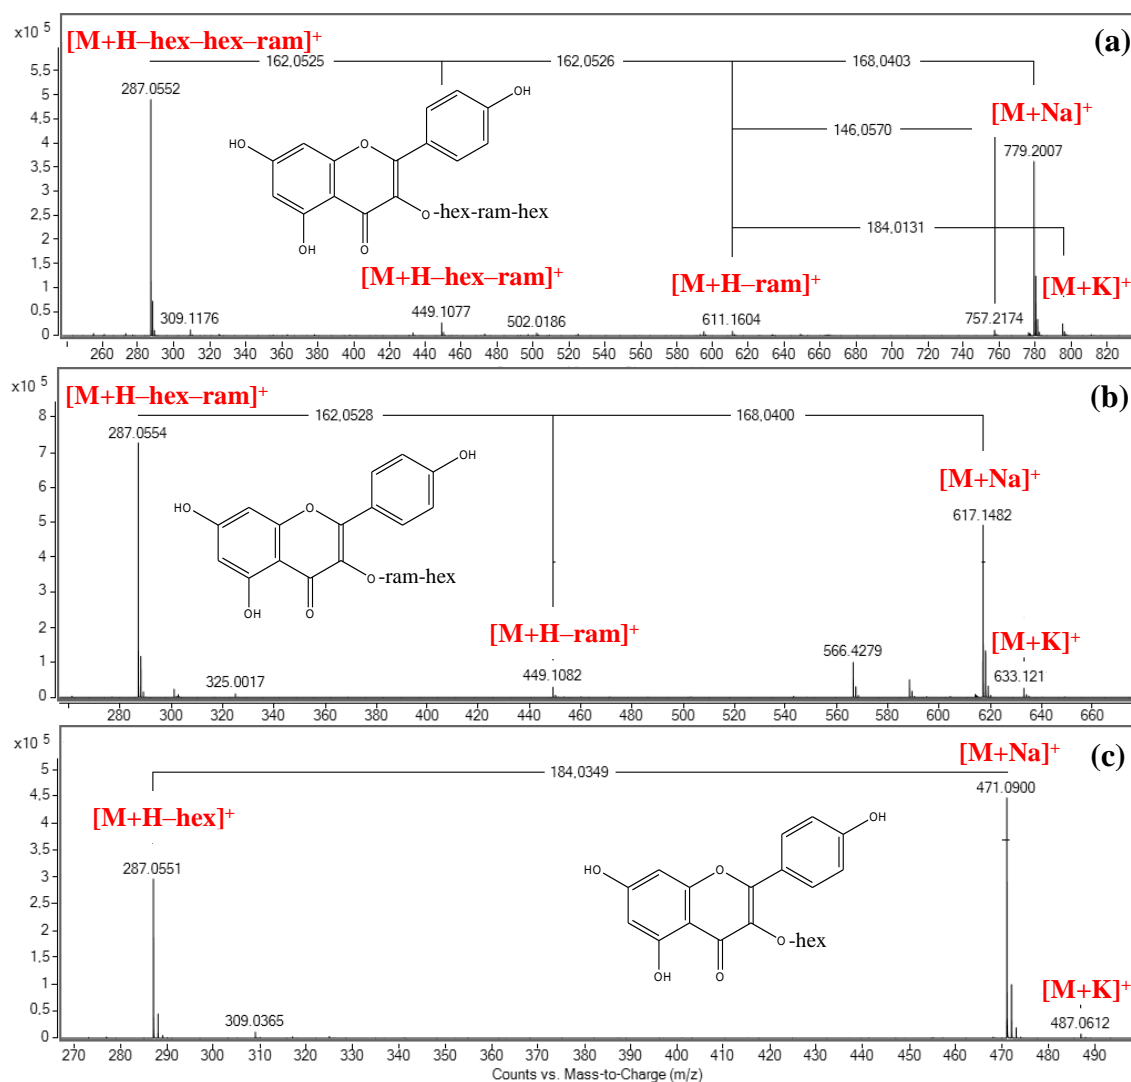 x10 5
[M+H–hex–hex–ram]+
(a)
5,5
5
4,5
4
3,5
3
2,5
2
1,5
1
0,5
0
162,0525
162,0526
168,0403
287.0552
OH
[M+Na]+
146,0570
779.2007
HO
O
O
-hex-ram-hex
OH
O
184,0131
[M+H–hex–ram]+
[M+H–ram]+
[M+K]+
309.1176
449.1077
502.0186
611.1604
757.2174
260 280 300 320 340 360 380 400 420 440 460 480 500 520 540 560 580 600 620 640 660 680 700 720 740 760 780 800 820
x10 5
[M+H–hex–ram]+
(b)
8
7
6
5
4
3
2
1
0
162,0528
168,0400
287.0554
OH
[M+Na]+
617.1482
HO
O
O
-ram-hex
OH
O
[M+H–ram]+
[M+K]+
325.0017
449.1082
566.4279
633.121
280 300 320 340 360 380 400 420 440 460 480 500 520 540 560 580 600 620 640 660
x10 5
[M+Na]+
(c)
5
4,5
4
3,5
3
2,5
2
1,5
1
0,5
0
184,0349
471.0900
[M+H–hex]+
287.0551
OH
HO
O
O
-hex
OH
O
[M+K]+
309.0365
487.0612
270 280 290 300 310 320 330 340 350 360 370 380 390 400 410 420 430 440 450 460 470 480 490
Counts vs. Mass-to-Charge (m/z)